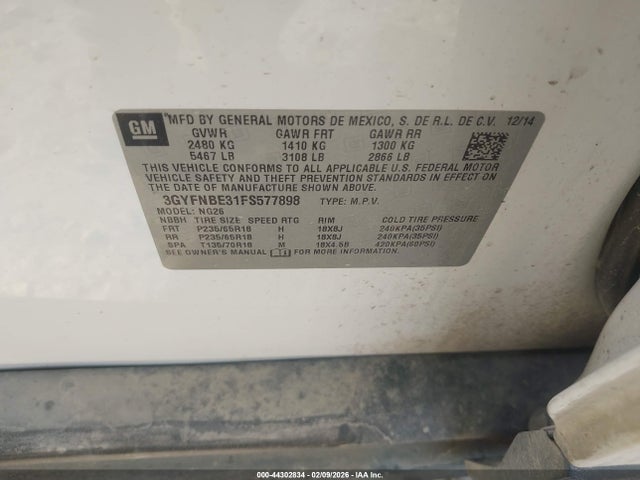 GM
MFD BY GENERAL MOTORS DE MEXICO, S. DE R.L. DE C.V. 12/14
GVWR GAWR FRT GAWR RR
2480 KG 1410 KG 1300 KG
5467 LB 3108 LB 2866 LB
THIS VEHICLE CONFORMS TO ALL APPLICABLE U.S. FEDERAL MOTOR
VEHICLE SAFETY, BUMPER, AND THEFT PREVENTION STANDARDS IN EFFECT ON
THE DATE OF MANUFACTURE SHOWN ABOVE.
3GYFNBE31FS577898 TYPE: M.P.V.
MODEL: NG26
NBBH TIRE SIZE SPEED RTG RIM COLD TIRE PRESSURE
FRT P235/65R18 H 18X8J 240KPA(35PSI)
RR P235/65R18 H 18X8J 240KPA(35PSI)
SPA T135/70R18 M 18X4.5B 420KPA(60PSI)
SEE OWNER'S MANUAL FOR MORE INFORMATION.
000-44302834 - 02/09/2026 - IAA Inc.